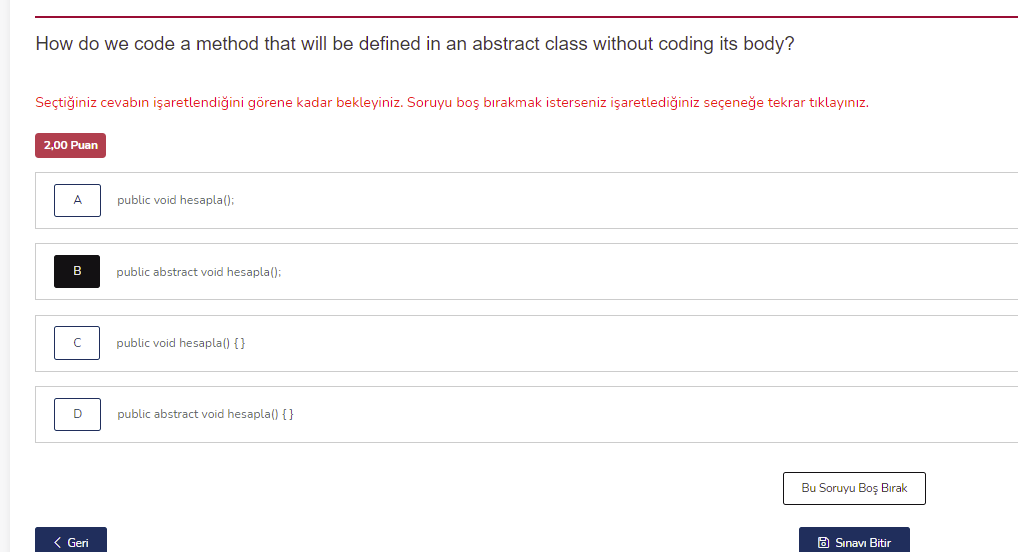 How do we code a method that will be defined in an abstract class without coding its body?
Seçtiğiniz cevabın işaretlendiğini görene kadar bekleyiniz. Soruyu boş bırakmak isterseniz işaretlediğiniz seçeneğe tekrar tıklayınız.
2,00 Puan
A public void hesapla();
B public abstract void hesapla();
C public void hesapla() { }
D public abstract void hesapla() { }
Bu Soruyu Boş Bırak
Geri Sınavı Bitir